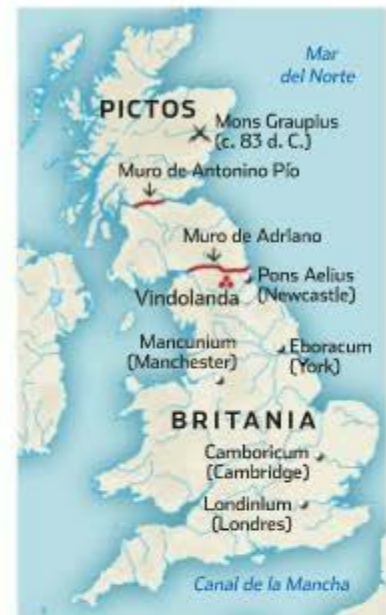 Mar
del Norte
PICTOS
Mons Graupius
(c. 83 d. C.)
Muro de Antonino Pío
Muro de Adriano
Pons Aelius
(Newcastle)
Vindolanda
Mancunium
(Manchester)
Eboracum
(York)
BRITANIA
Camboricum
(Cambridge)
Londinium
(Londres)
Canal de la Mancha